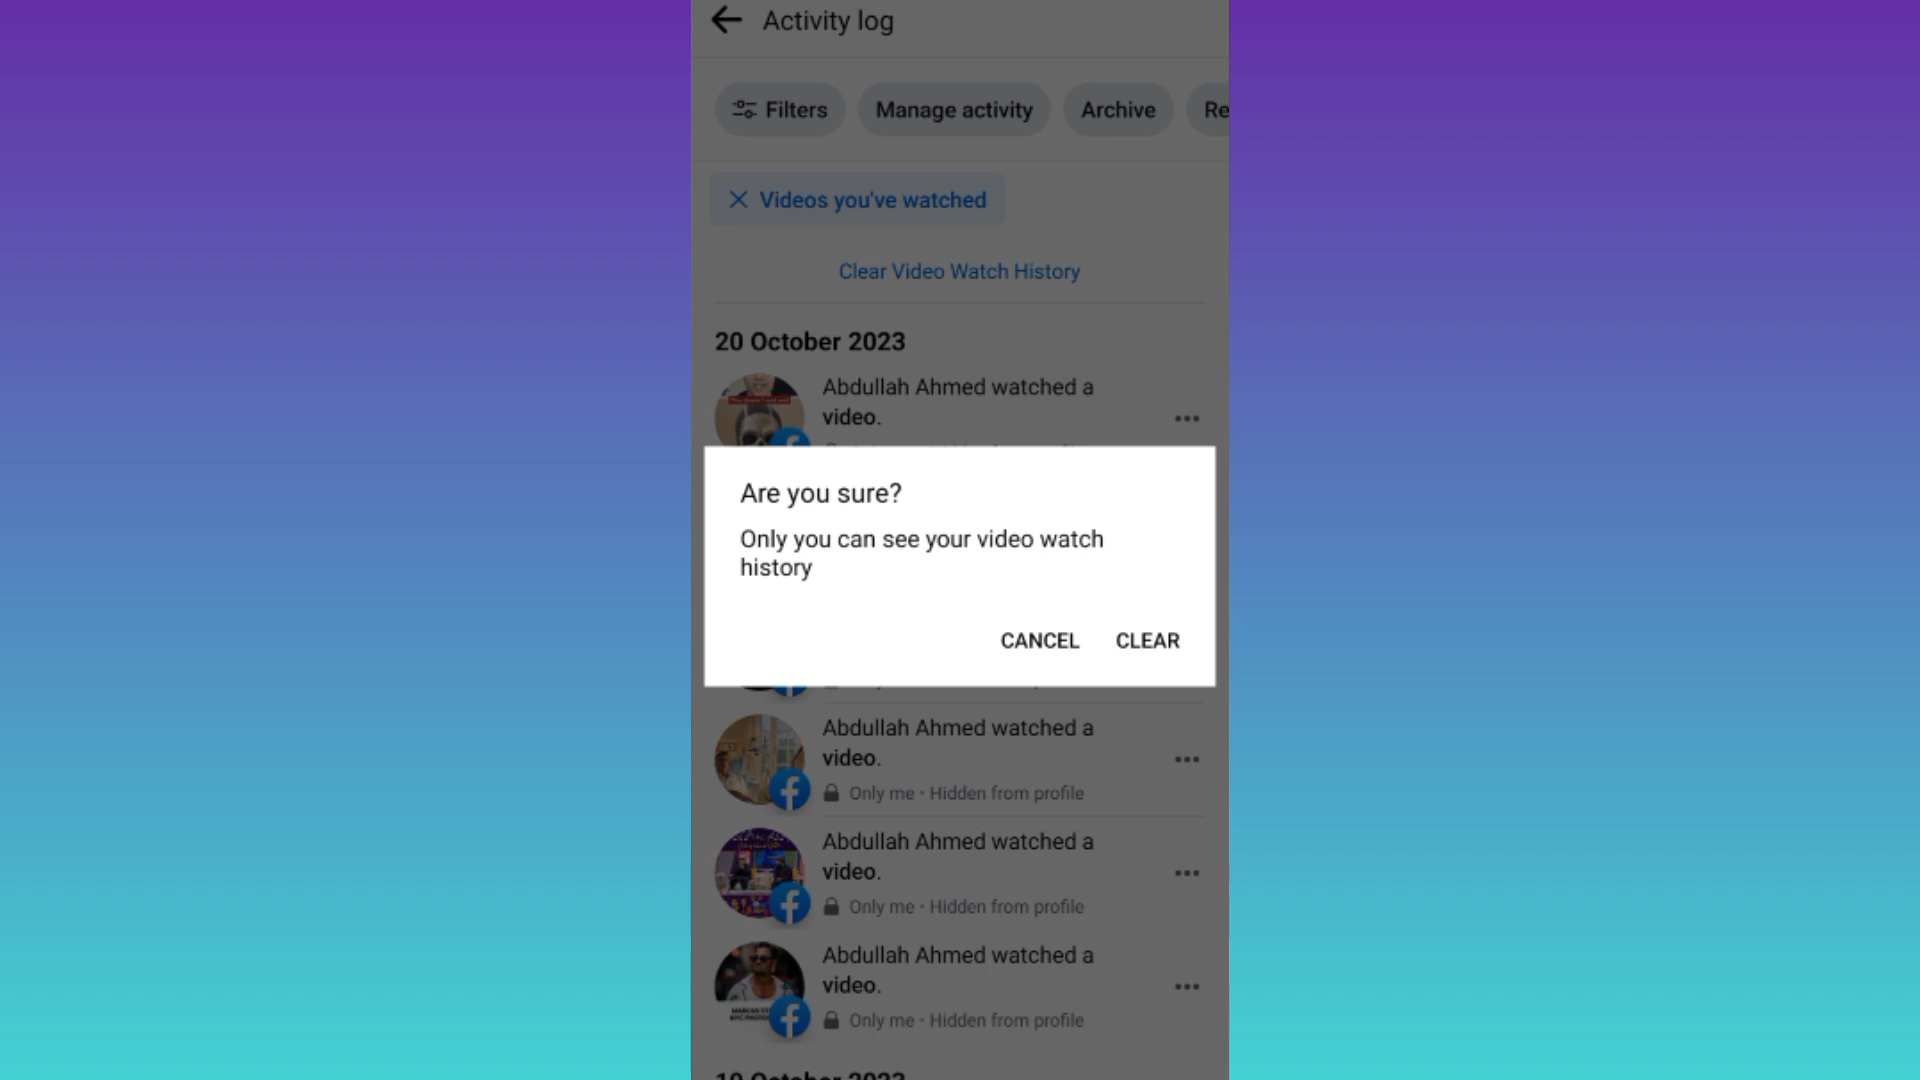 Activity log
Filters
Manage activity
Archive
Re
Videos you've watched
Clear Video Watch History
20 October 2023
Abdullah Ahmed watched a
video.
Are you sure?
Only you can see your video watch
history
CANCEL
CLEAR
Abdullah Ahmed watched a
video.
Only me · Hidden from profile
Abdullah Ahmed watched a
video.
Only me · Hidden from profile
Abdullah Ahmed watched a
video.
Only me · Hidden from profile